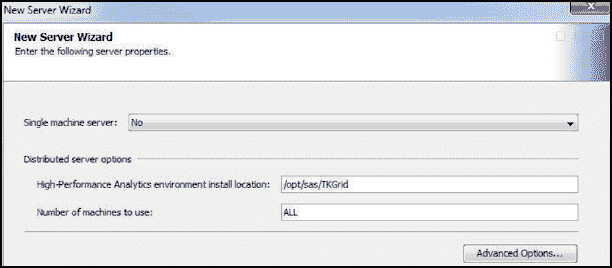 New Server Wizard
New Server Wizard
Enter the following server properties.
Single machine server: No
Distributed server options
High-Performance Analytics environment install location: /opt/sas/TKGrid
Number of machines to use: ALL
Advanced Options...